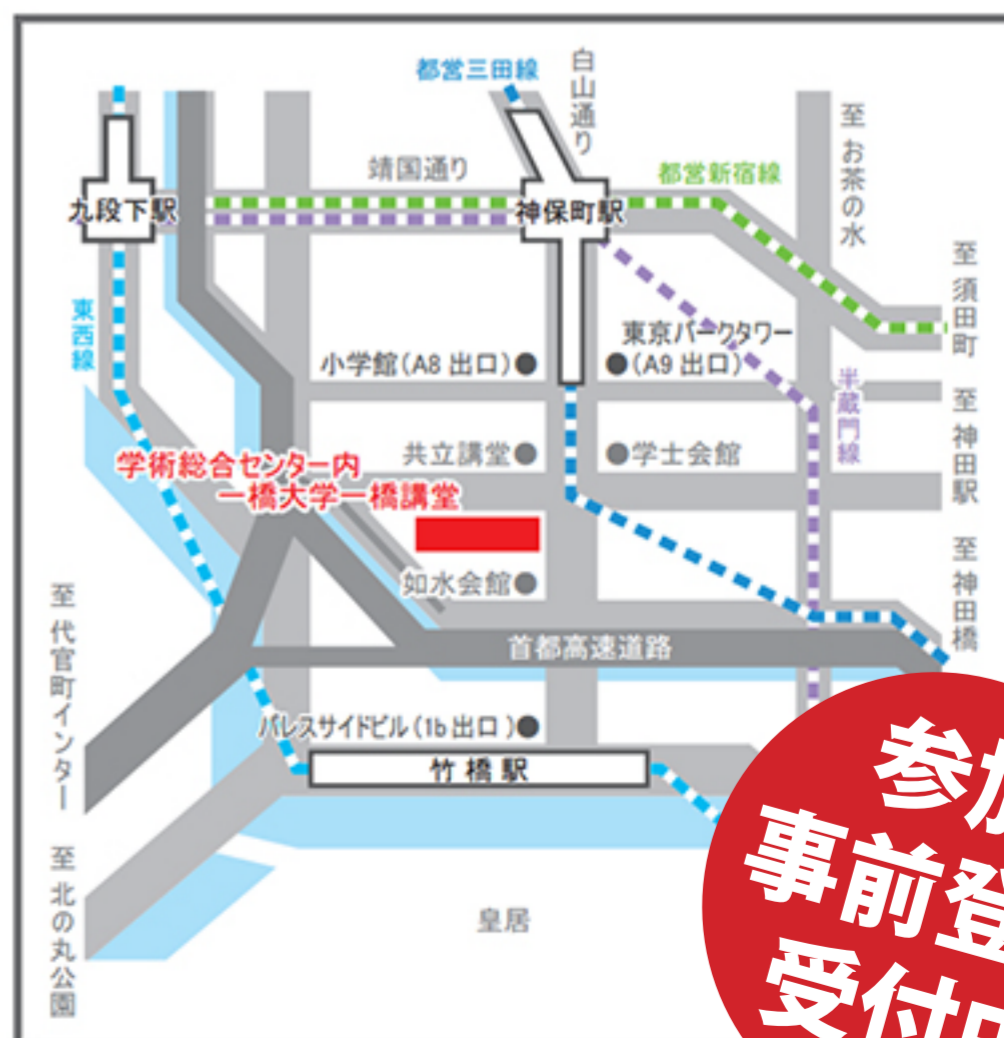 都営三田線
白山通り
靖国通り
都営新宿線
至 お茶の水
九段下駅
神保町駅
至 須田町
東西線
東京パークタワー
小学館(A8 出口)●
●(A9 出口)
半蔵門線
至 神田駅
共立講堂●
●学士会館
学術総合センター内
一橋大学一橋講堂
至 神田橋
如水会館●
至 代官町インター
首都高速道路
パレスサイドビル(1b 出口)●
竹橋駅
至 北の丸公園
皇居
参加
事前登
受付